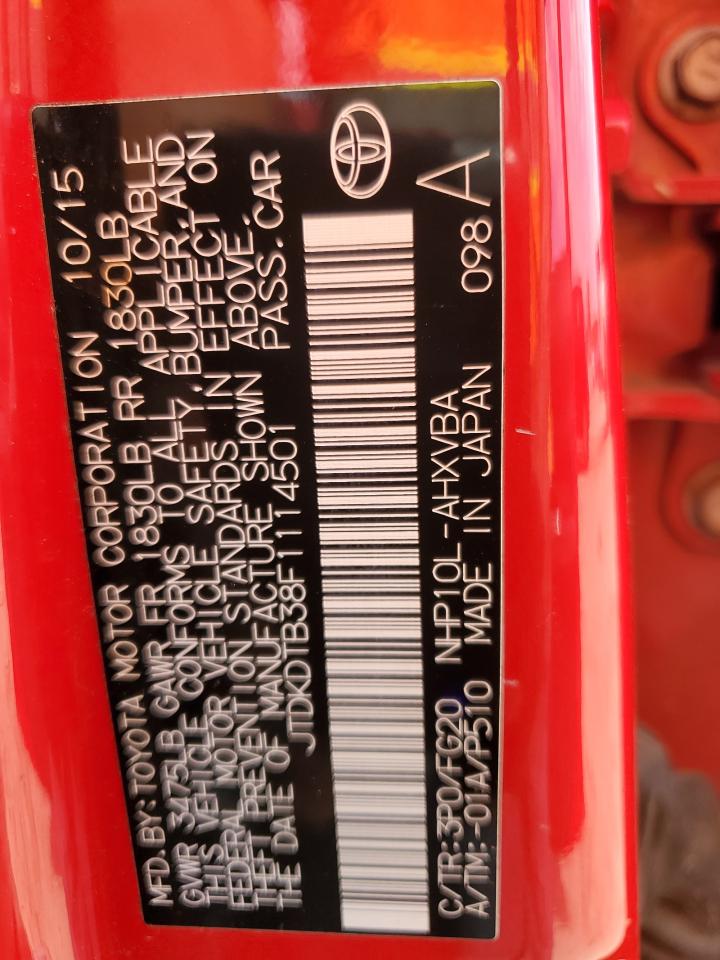 MFD. BY: TOYOTA MOTOR CORPORATION 10/15
GWR 3475LB GAWR FR 1830LB RR 1830LB
THIS VEHICLE CONFORMS TO ALL APPLICABLE
FEDERAL MOTOR VEHICLE SAFETY, BUMPER, AND
THEFT PREVENTION STANDARDS IN EFFECT ON
THE DATE OF MANUFACTURE SHOWN ABOVE.
JTDKDTB38F1114501 PASS. CAR
C/TR: 3P0/FG20 NHP10L-AHXVBA 098 A
A/TM: -01A/P510 MADE IN JAPAN